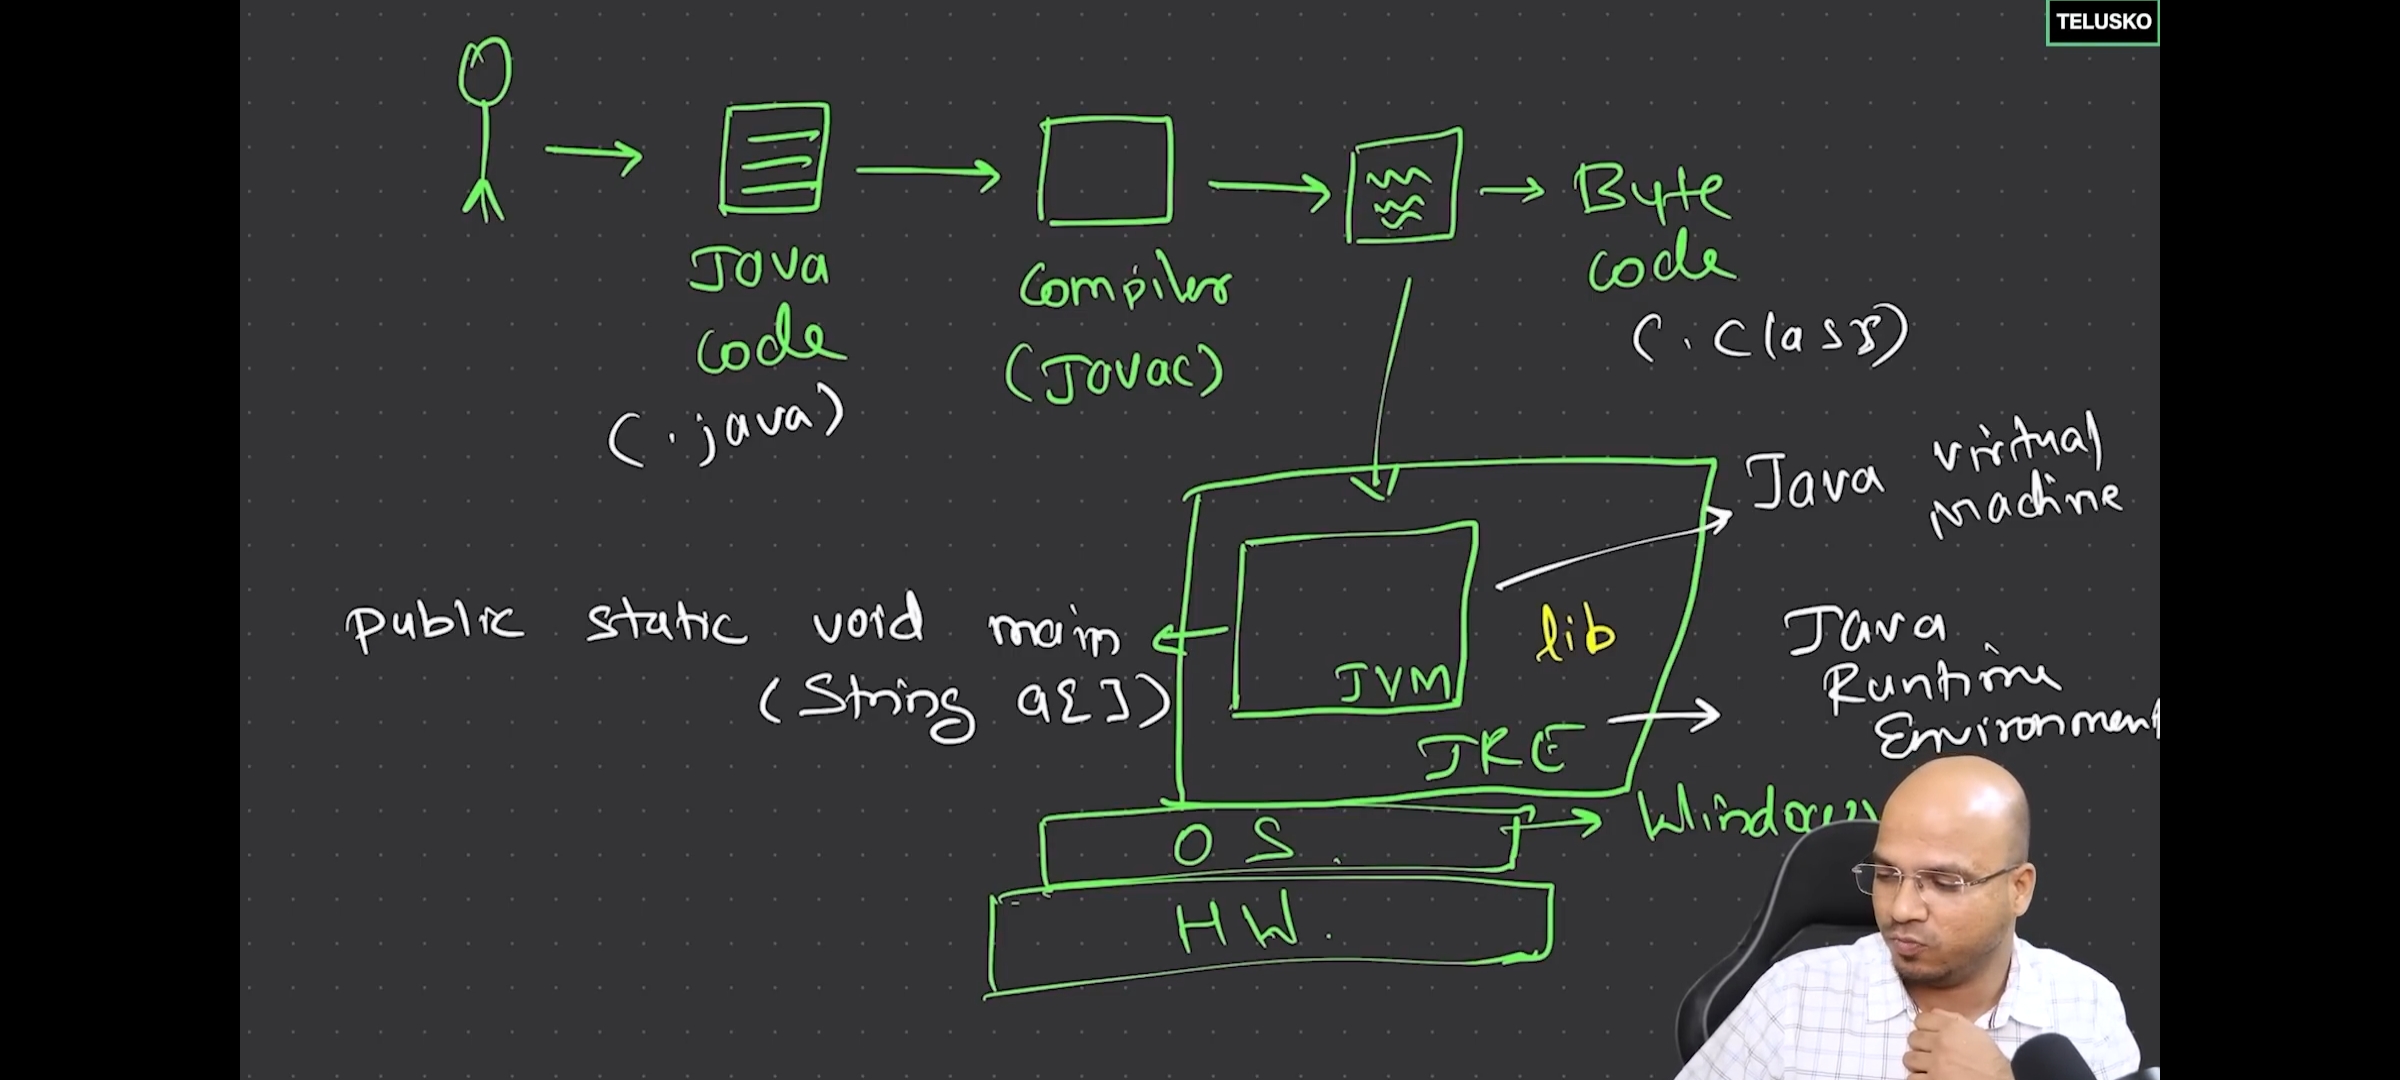 TELUSKO
Java
code
(.java)
Compiler
(Javac)
Byte
code
(.class)
Java virtual
Machine
public static void main
(String a[])
lib
JVM
JRE
Java
Runtime
Environment
OS.
Windows
HW.